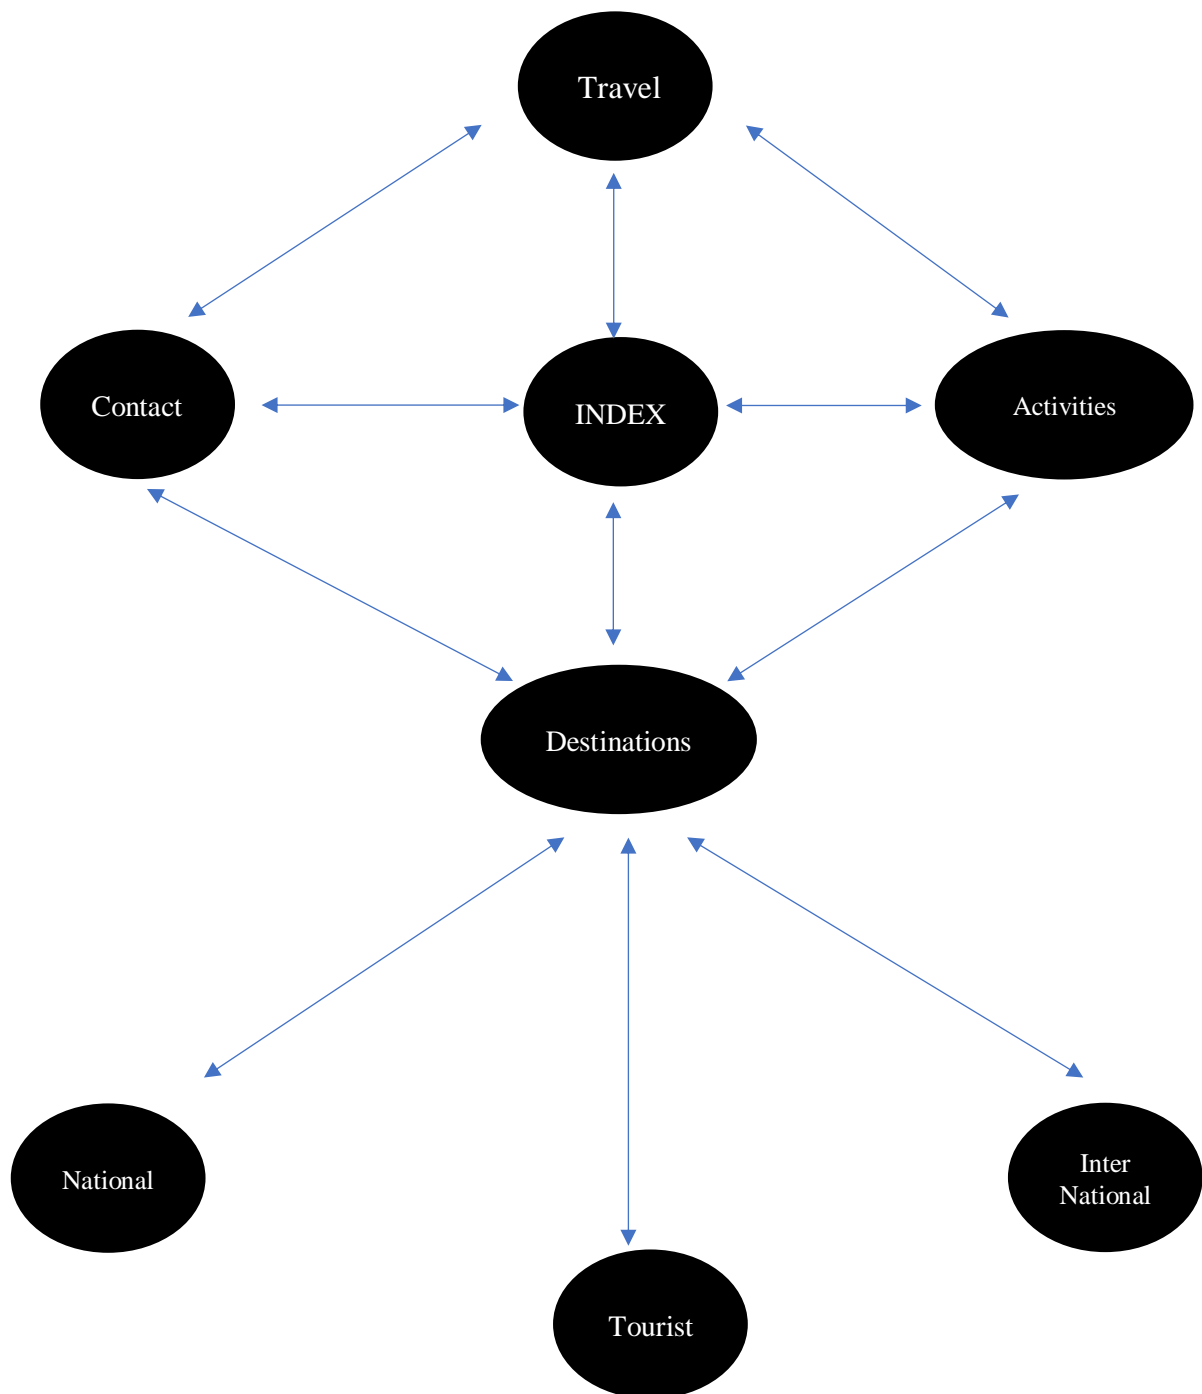 Travel
Contact
INDEX
Activities
Destinations
National
Inter
National
Tourist